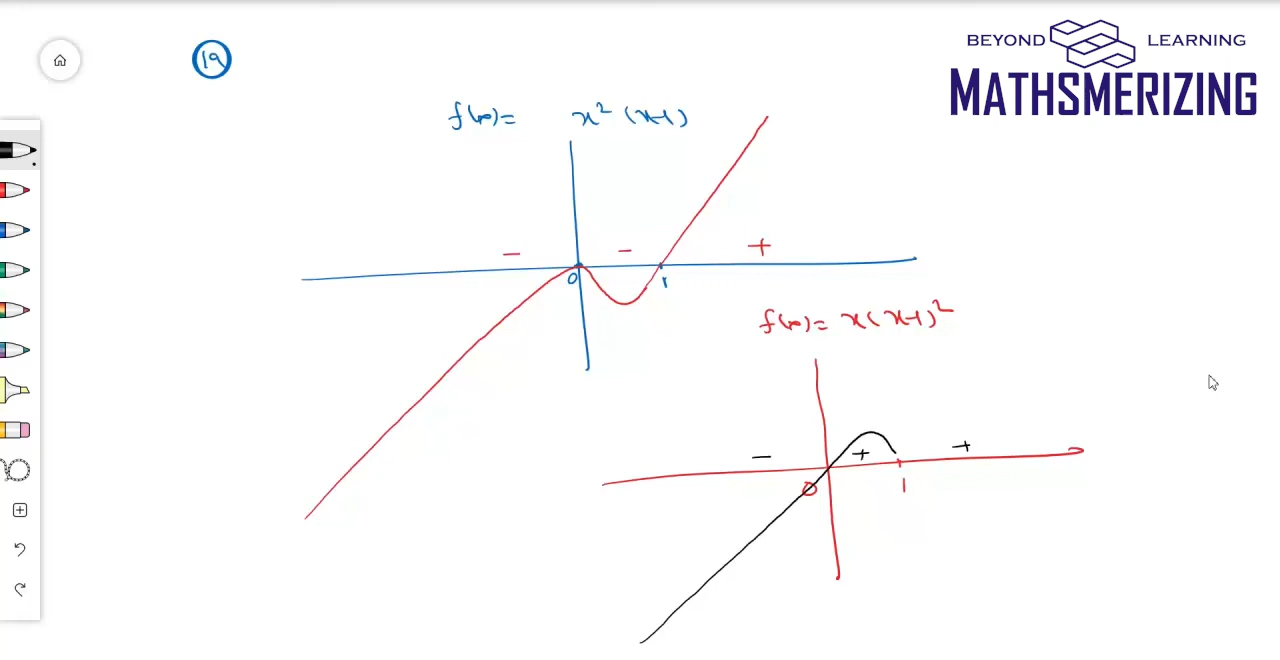 BEYOND LEARNING
MATHSMERIZING
19
f(x)= x² (x-1)
- - +
0 1
f(x)= x(x-1)²
- + +
0 1